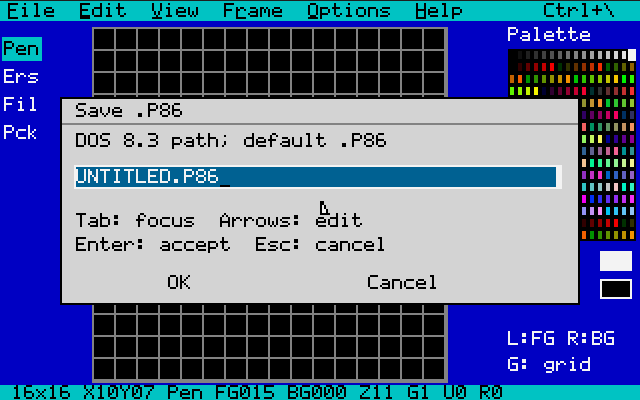 File Edit View Frame Options Help Ctrl+\
Pen
Ers
Fil
Pck
Palette
Save .P86
DOS 8.3 path; default .P86
UNTITLED.P86_
Tab: focus Arrows: edit
Enter: accept Esc: cancel
OK Cancel
L:FG R:BG
G: grid
16x16 X10Y07 Pen FG015 BG000 Z11 G1 U0 R0